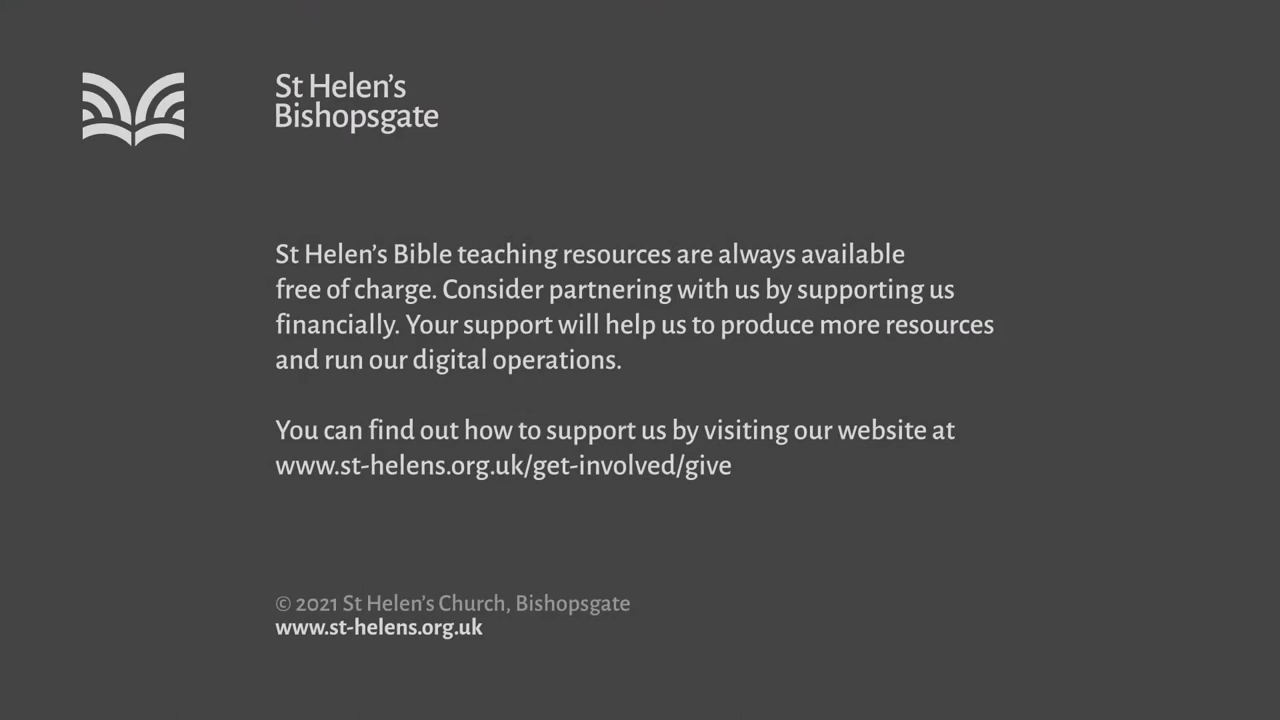 St Helen’s
Bishopsgate
St Helen’s Bible teaching resources are always available
free of charge. Consider partnering with us by supporting us
financially. Your support will help us to produce more resources
and run our digital operations.
You can find out how to support us by visiting our website at
www.st-helens.org.uk/get-involved/give
© 2021 St Helen’s Church, Bishopsgate
www.st-helens.org.uk